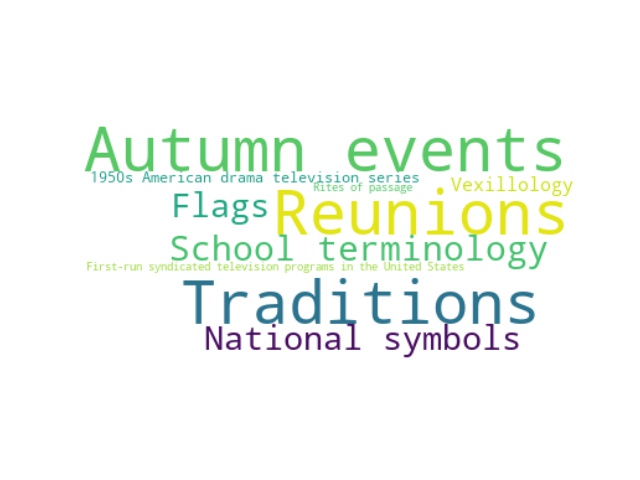 Autumn events
1950s American drama television series
Rites of passage
Vexillology
Flags
Reunions
School terminology
First-run syndicated television programs in the United States
Traditions
National symbols